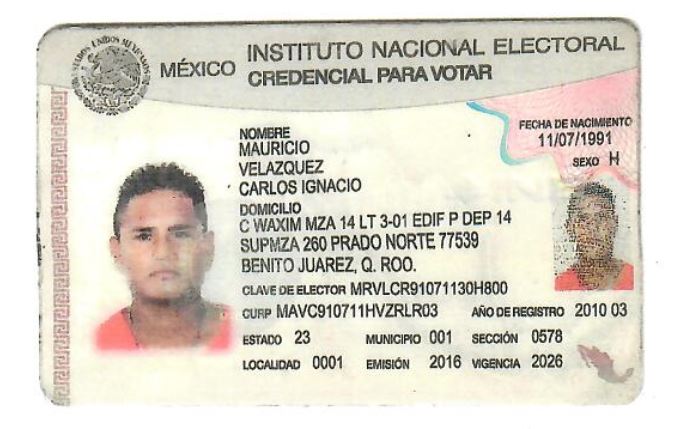 ESTADOS UNIDOS MEXICANOS
MÉXICO INSTITUTO NACIONAL ELECTORAL
CREDENCIAL PARA VOTAR
NOMBRE
MAURICIO
VELAZQUEZ
CARLOS IGNACIO
FECHA DE NACIMIENTO
11/07/1991
SEXO H
DOMICILIO
C WAXIM MZA 14 LT 3-01 EDIF P DEP 14
SUPMZA 260 PRADO NORTE 77539
BENITO JUAREZ, Q. ROO.
CLAVE DE ELECTOR MRVLCR91071130H800
CURP MAVC910711HVZRLR03 AÑO DE REGISTRO 2010 03
ESTADO 23 MUNICIPIO 001 SECCIÓN 0578
LOCALIDAD 0001 EMISIÓN 2016 VIGENCIA 2026